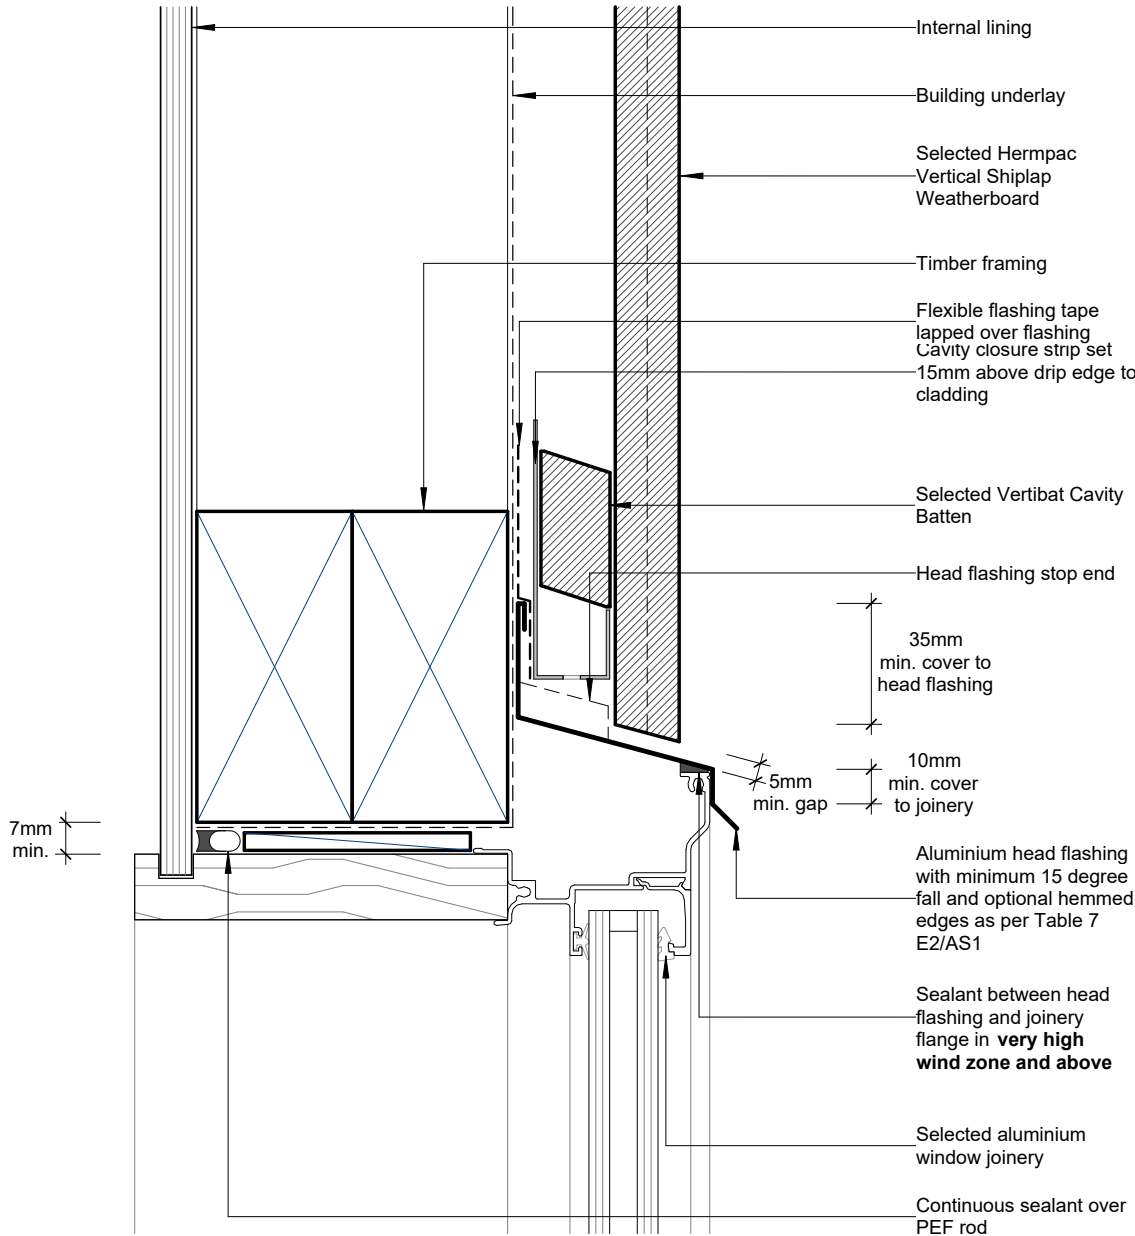 Internal lining
Building underlay
Selected Hermpac
Vertical Shiplap
Weatherboard
Timber framing
Flexible flashing tape
lapped over flashing
Cavity closure strip set
15mm above drip edge to
cladding
Selected Vertibat Cavity
Batten
Head flashing stop end
35mm
min. cover to
head flashing
10mm
min. cover
to joinery
5mm
min. gap
7mm
min.
Aluminium head flashing
with minimum 15 degree
fall and optional hemmed
edges as per Table 7
E2/AS1
Sealant between head
flashing and joinery
flange in very high
wind zone and above
Selected aluminium
window joinery
Continuous sealant over
PEF rod